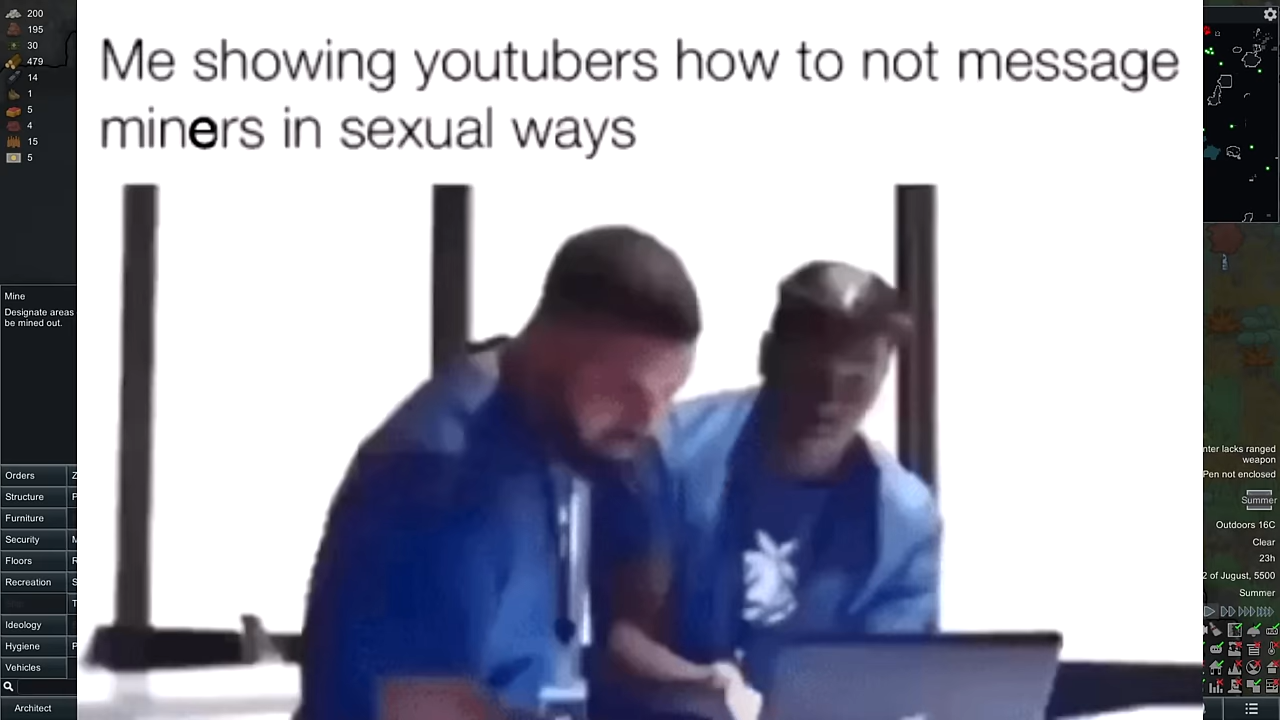 Me showing youtubers how to not message
miners in sexual ways
200
195
30
479
14
1
5
4
15
5
Mine
Designate areas
be mined out.
Orders
Structure
Furniture
Security
Floors
Recreation
Ideology
Hygiene
Vehicles
Architect
nter lacks ranged
weapon
Pen not enclosed
Summer
Outdoors 16C
Clear
23h
2 of Jugust, 5500
Summer